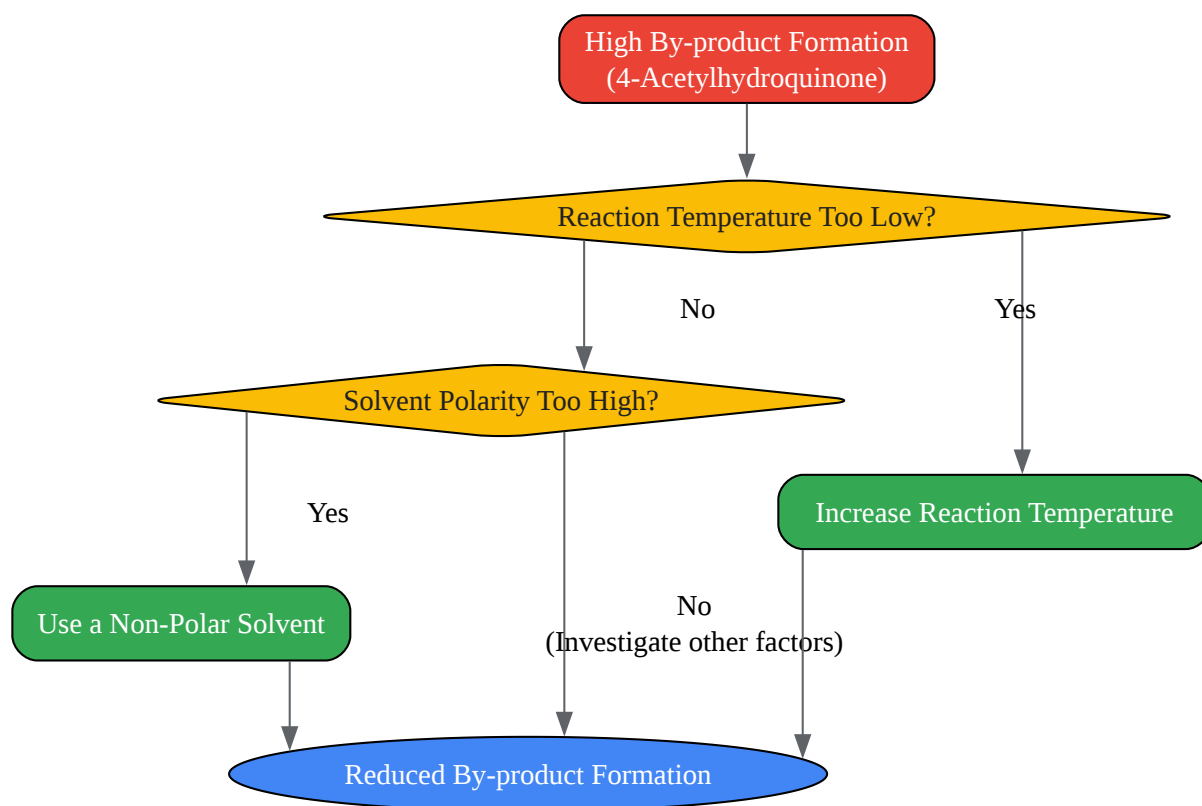 High By-product Formation
(4-Acetylhydroquinone)
Reaction Temperature Too Low?
No
Yes
Solvent Polarity Too High?
Yes
Increase Reaction Temperature
Use a Non-Polar Solvent
No
(Investigate other factors)
Reduced By-product Formation